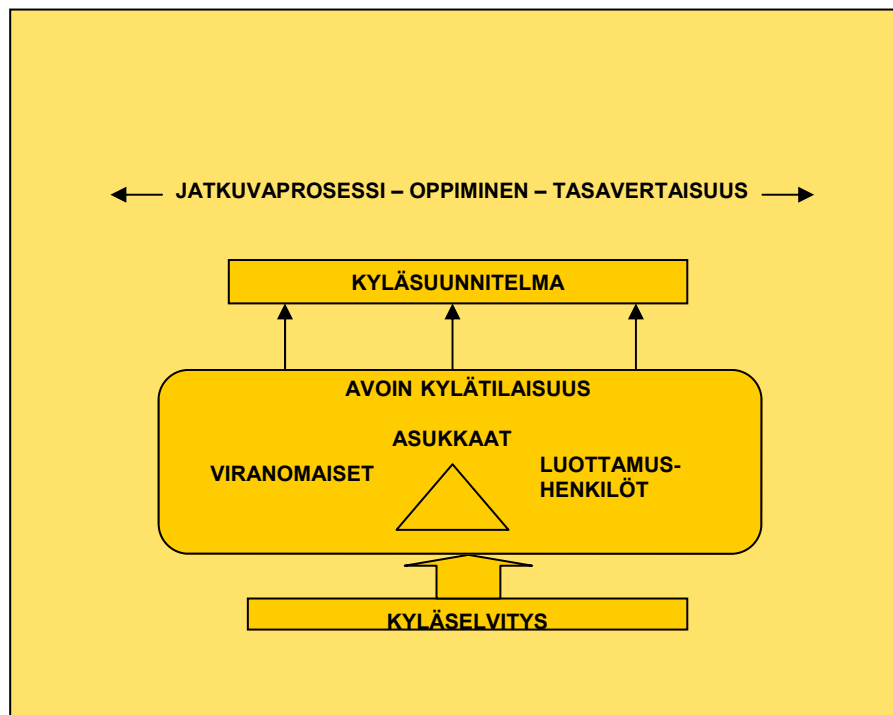 JATKUVAPROSESSI – OPPIMINEN – TASAVERTAISUUS
KYLÄSUUNNITELMA
AVOIN KYLÄTILAISUUS
ASUKKAAT
VIRANOMAISET
LUOTTAMUS-
HENKILÖT
KYLÄSELVITYS